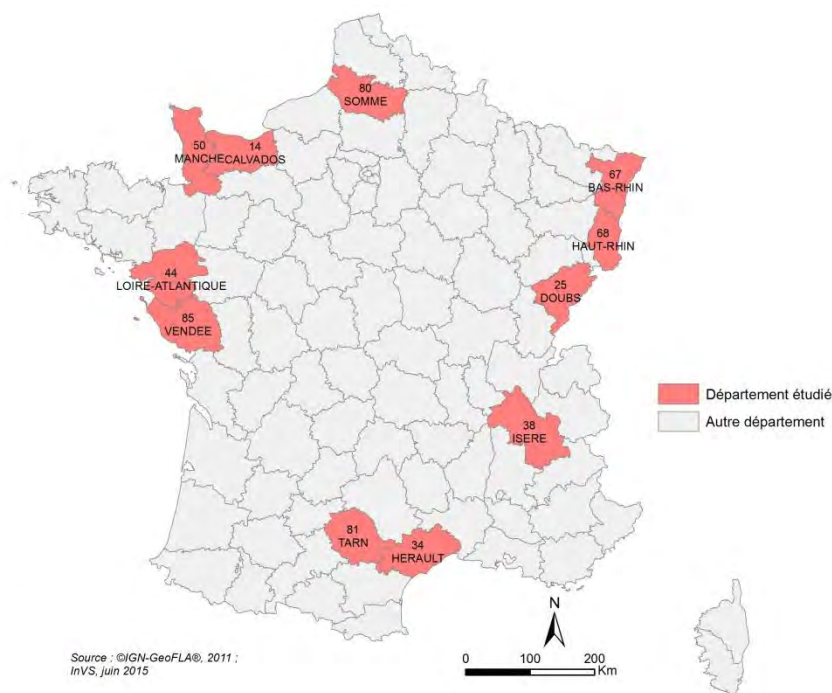 80
SOMME
50
MANCHE
14
CALVADOS
67
BAS-RHIN
68
HAUT-RHIN
44
LOIRE-ATLANTIQUE
25
DOUBS
85
VENDEE
Département étudié
Autre département
38
ISERE
81
TARN
34
HERAULT
N
Source : ©IGN-GeoFLA®, 2011 ;
InVS, juin 2015
0 100 200
Km